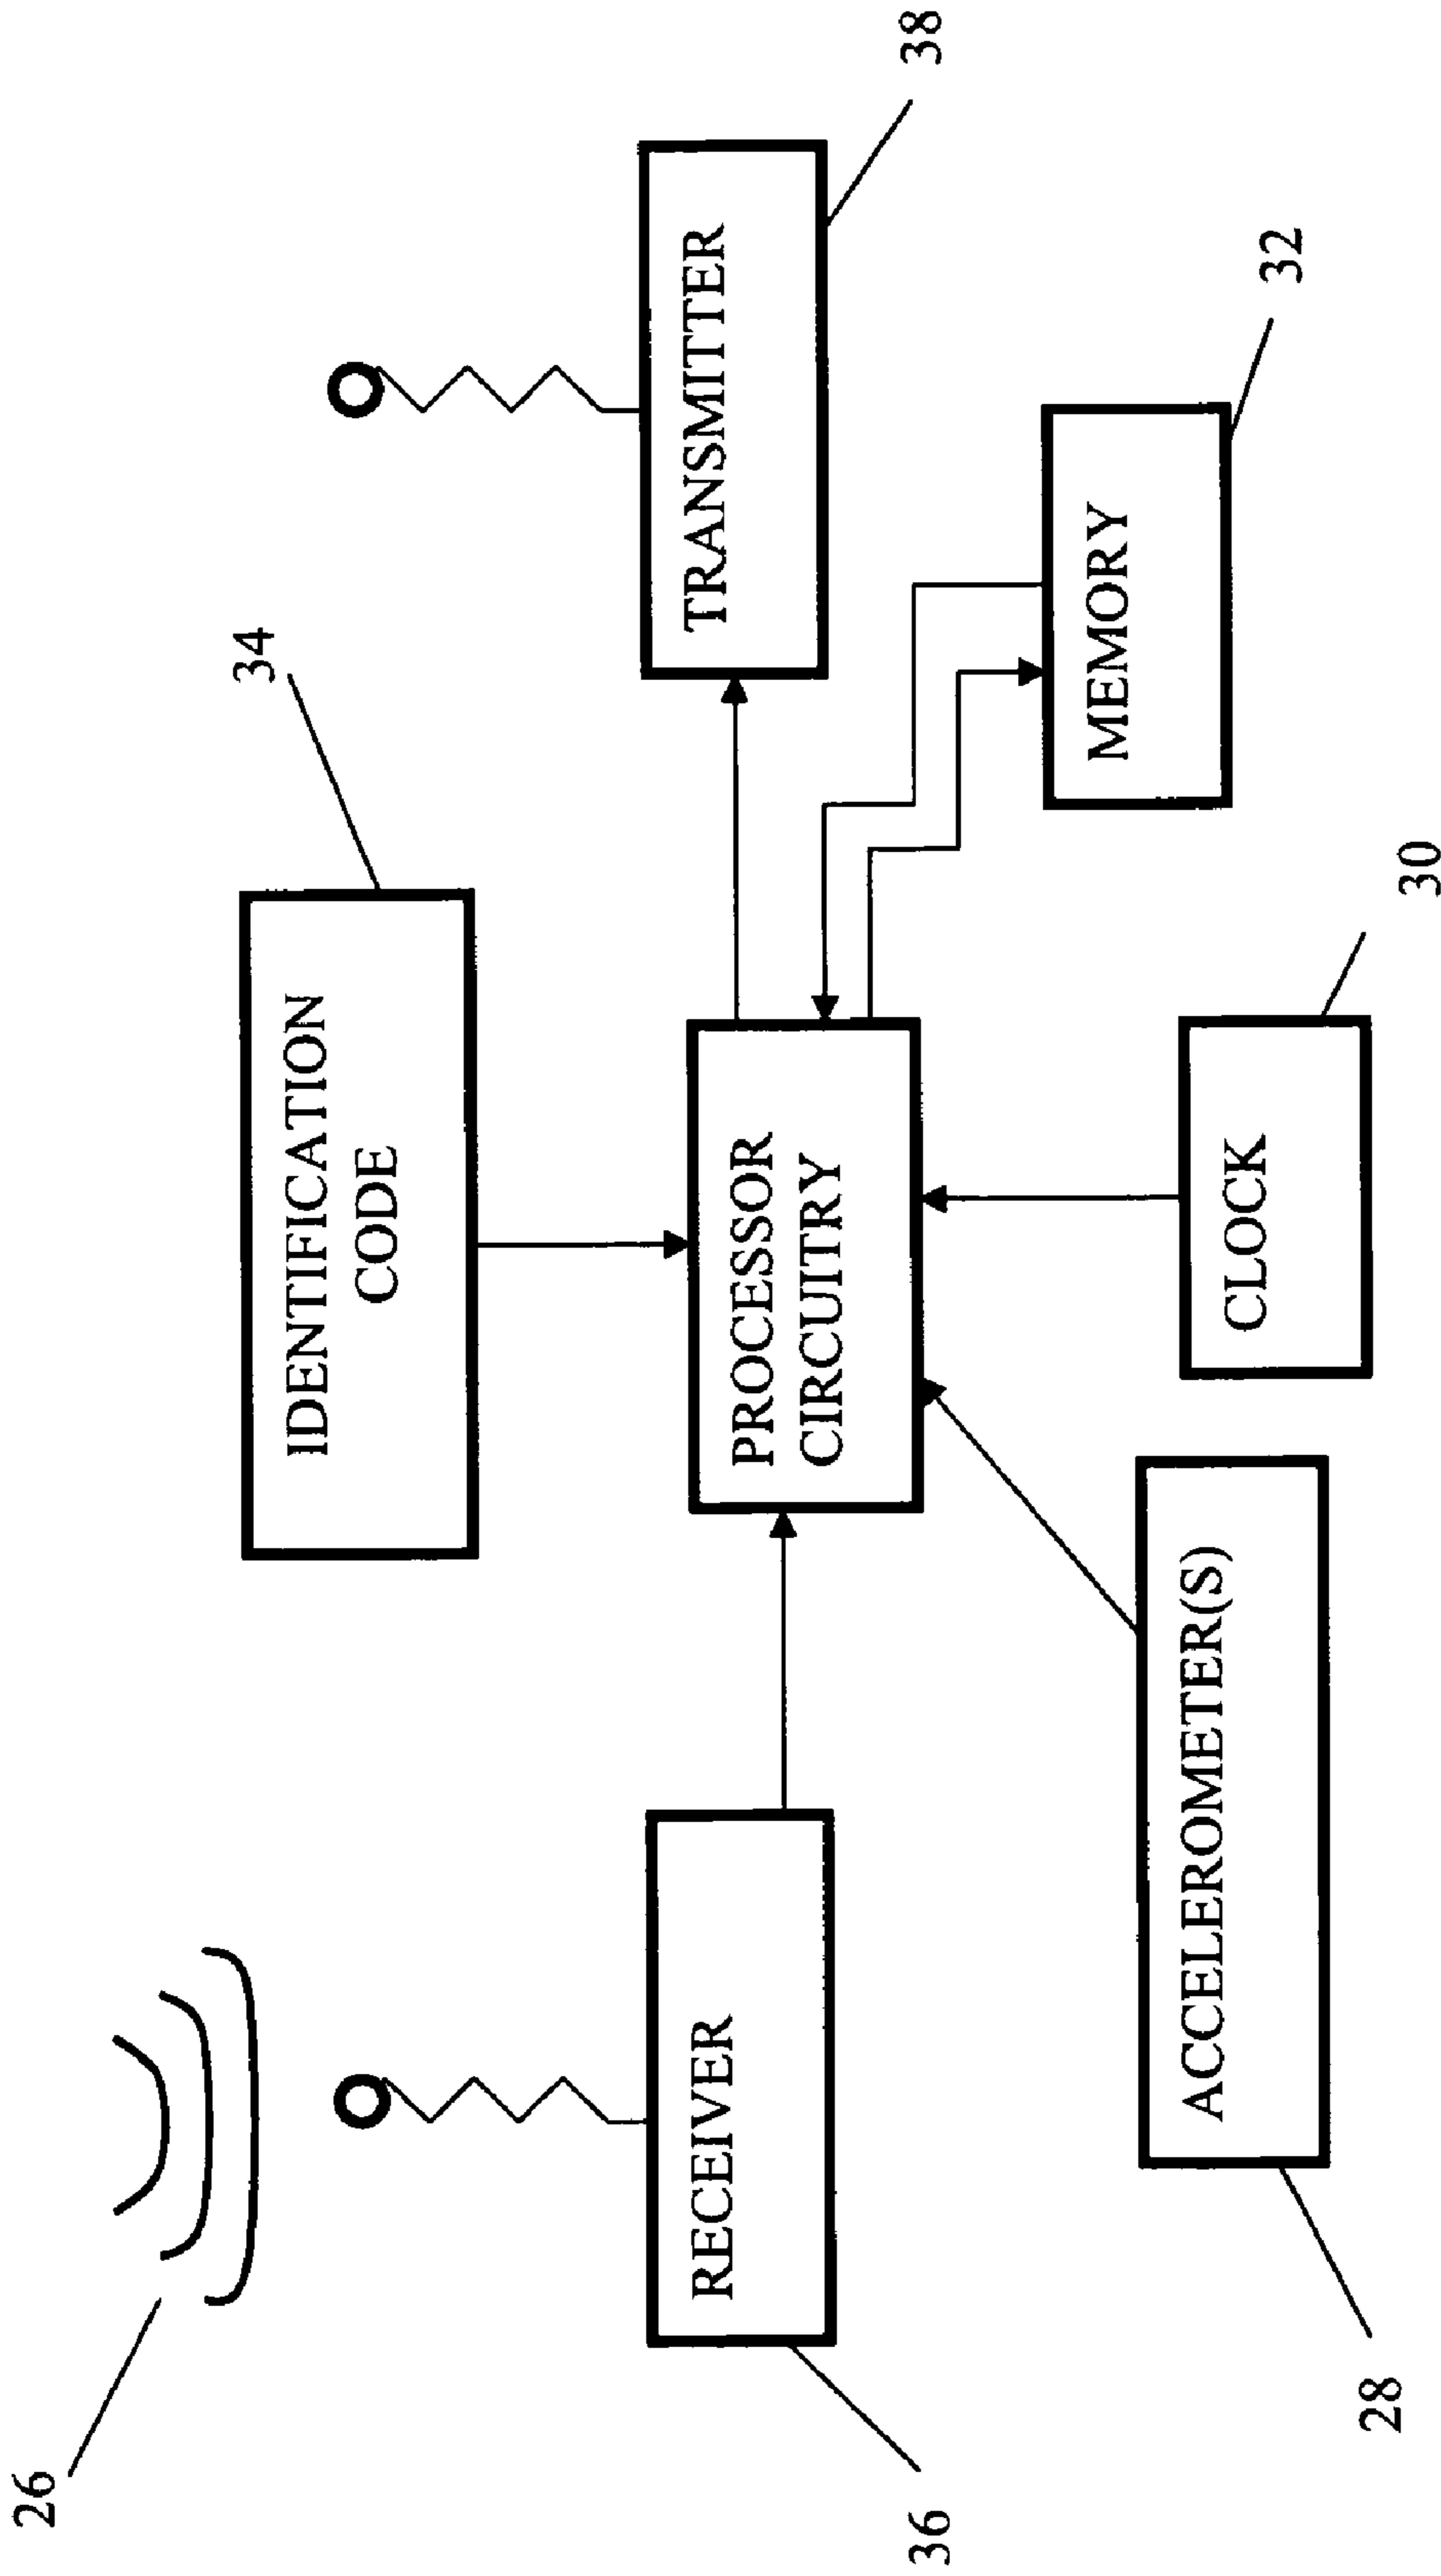 26
34
38
IDENTIFICATION
CODE
RECEIVER
PROCESSOR
CIRCUITRY
TRANSMITTER
36
ACCELEROMETER(S)
CLOCK
MEMORY
32
28
30